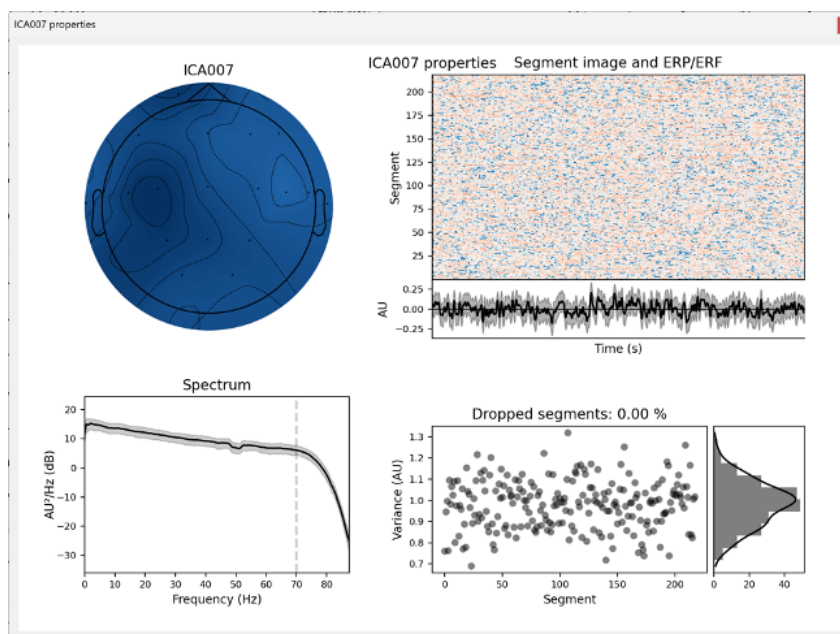 ICA007 properties
ICA007
ICA007 properties Segment image and ERP/ERF
200
175
150
125
100
75
50
25
Segment
0.25
0.00
−0.25
AU
Time (s)
Spectrum
20
10
0
−10
−20
−30
AU²/Hz (dB)
0 10 20 30 40 50 60 70 80
Frequency (Hz)
Dropped segments: 0.00 %
1.3
1.2
1.1
1.0
0.9
0.8
0.7
Variance (AU)
0 50 100 150 200
Segment
0 20 40